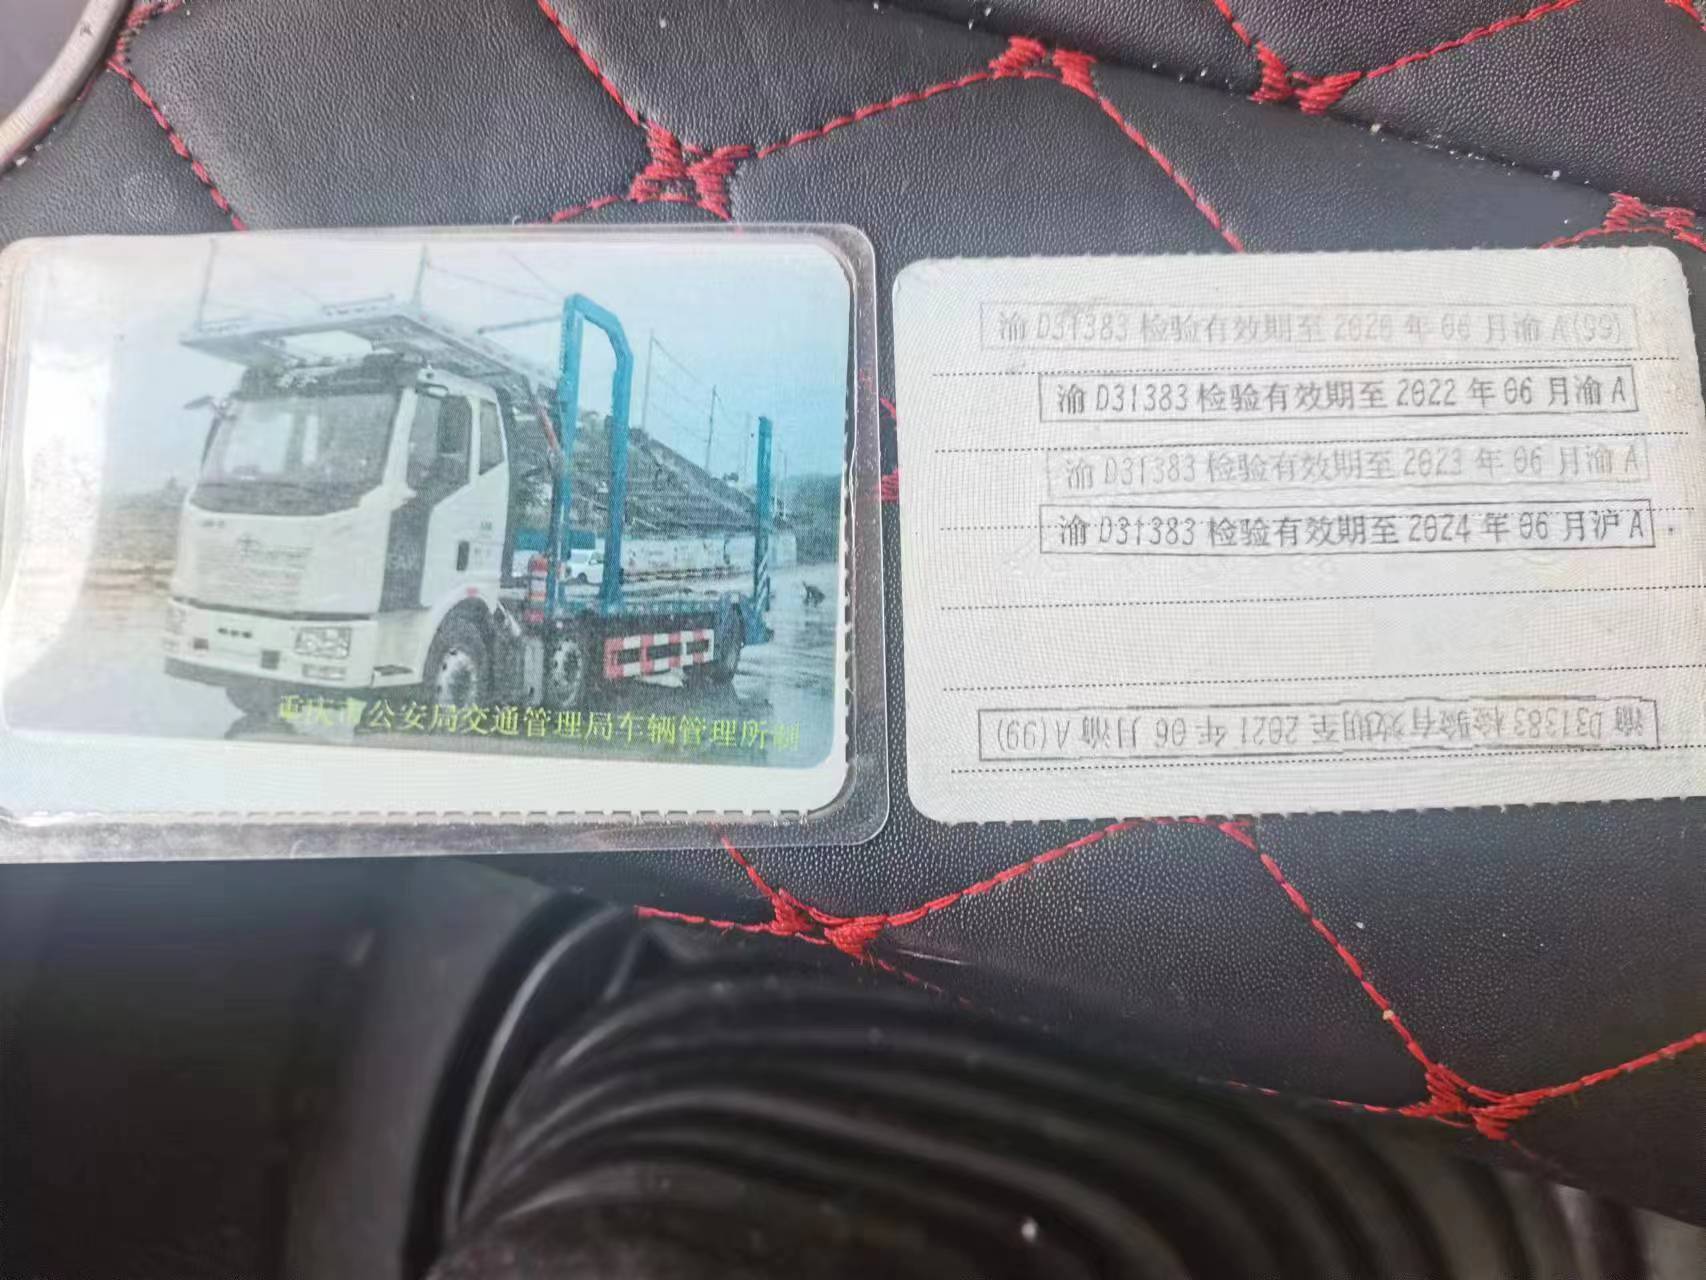 重庆市公安局交通管理局车辆管理所制
渝D31383检验有效期至2020年06月渝A(99)
渝D31383检验有效期至2022年06月渝A
渝D31383检验有效期至2023年06月渝A
渝D31383检验有效期至2024年06月沪A
渝D31383检验有效期至2021年06月渝A(99)